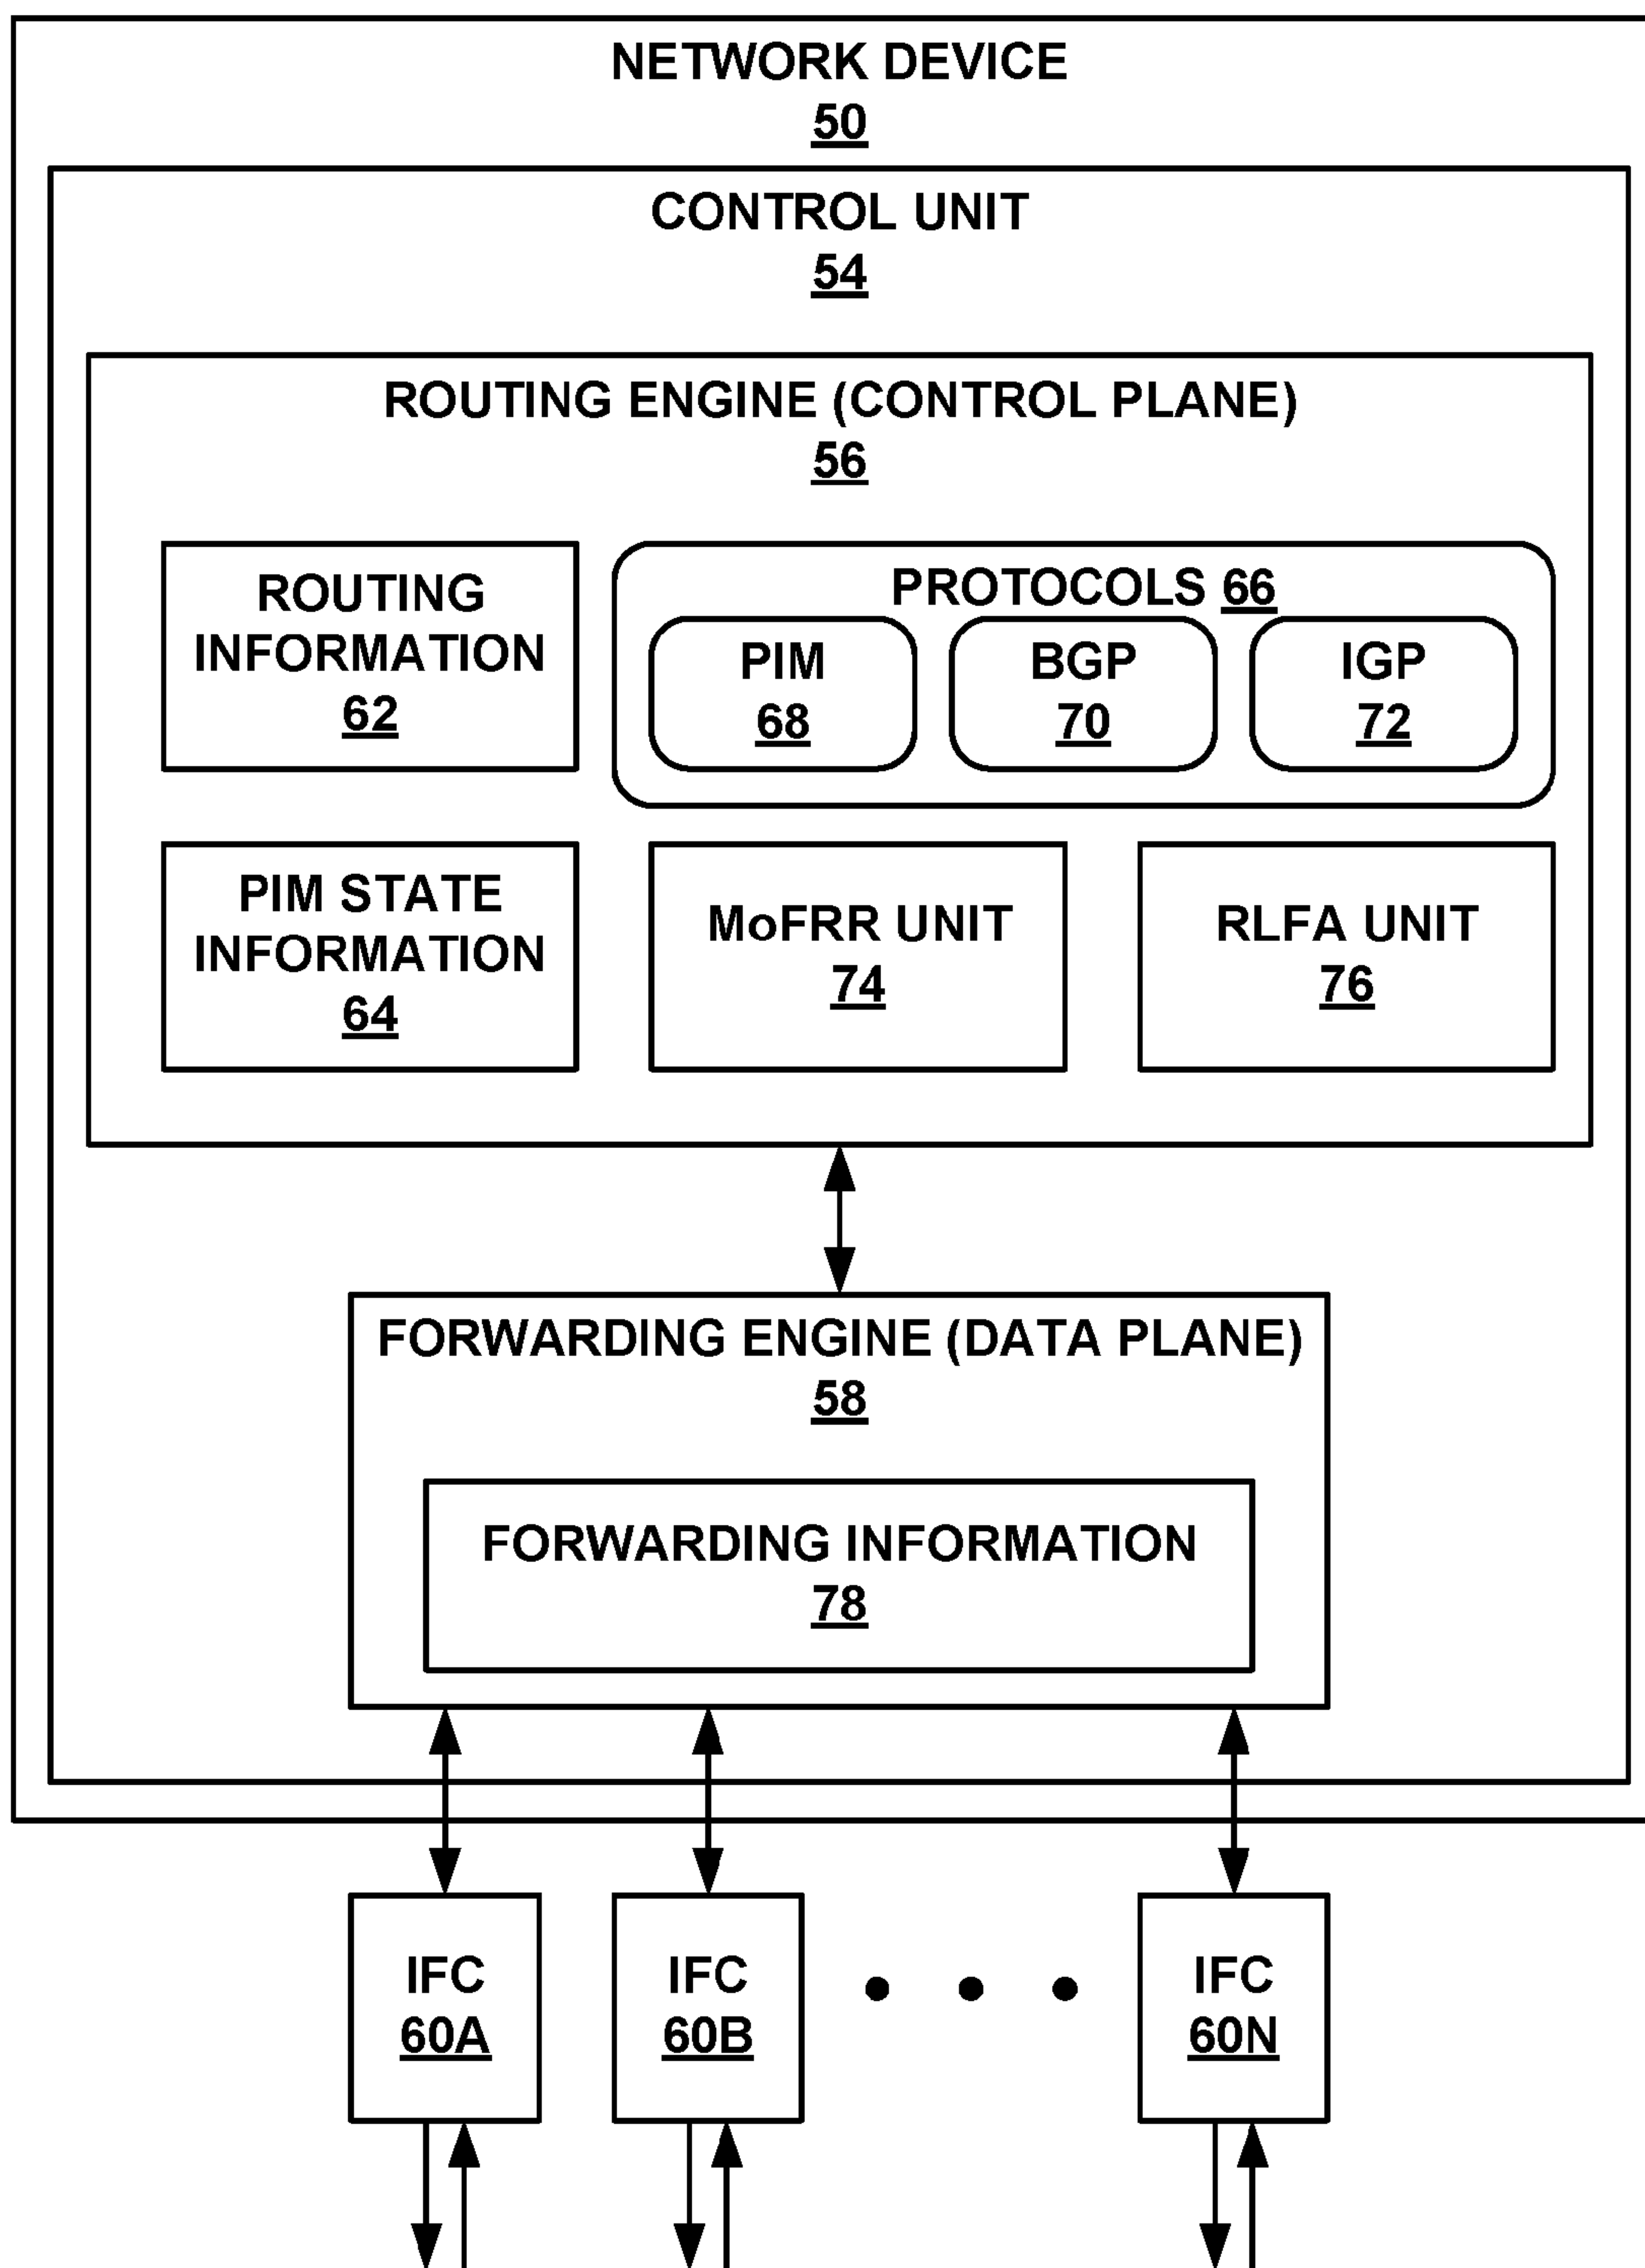 NETWORK DEVICE
50
CONTROL UNIT
54
ROUTING ENGINE (CONTROL PLANE)
56
ROUTING
INFORMATION
62
PROTOCOLS 66
PIM
68
BGP
70
IGP
72
PIM STATE
INFORMATION
64
MoFRR UNIT
74
RLFA UNIT
76
FORWARDING ENGINE (DATA PLANE)
58
FORWARDING INFORMATION
78
IFC
60A
IFC
60B
IFC
60N